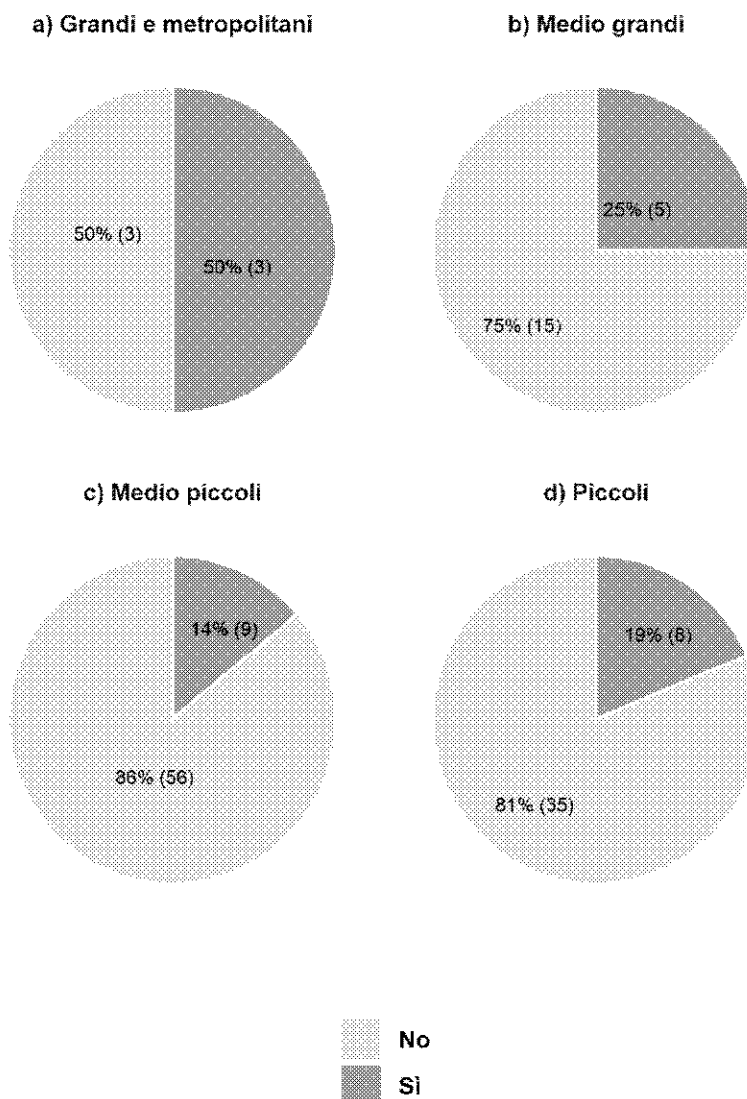 a) Grandi e metropolitani
b) Medio grandi
50% (3)
50% (3)
25% (5)
75% (15)
c) Medio piccoli
d) Piccoli
14% (9)
86% (56)
19% (8)
81% (35)
No
Sì